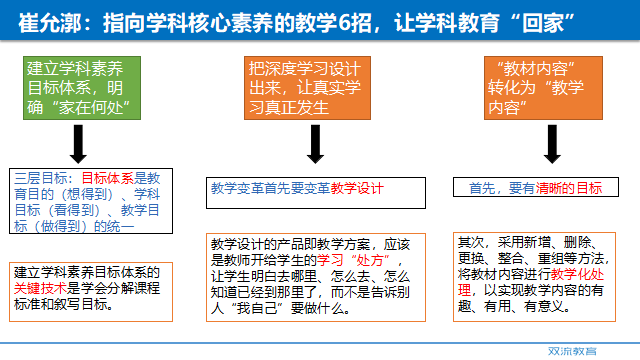 崔允漷：指向学科核心素养的教学6招，让学科教育“回家”
建立学科素养
目标体系，明
确“家在何处”
三层目标：目标体系是教
育目的（想得到）、学科
目标（看得到）、教学目
标（做得到）的统一
建立学科素养目标体系的
关键技术是学会分解课程
标准和叙写目标。
把深度学习设计
出来，让真实学
习真正发生
教学变革首先要变革教学设计
教学设计的产品即教学方案，应该
是教师开给学生的学习“处方”，
让学生明白去哪里、怎么去、怎么
知道已经到那里了，而不是告诉别
人“我自己”要做什么。
“教材内容”
转化为“教学
内容”
首先，要有清晰的目标
其次，采用新增、删除、
更换、整合、重组等方法，
将教材内容进行教学化处
理，以实现教学内容的有
趣、有用、有意义。
双流教育